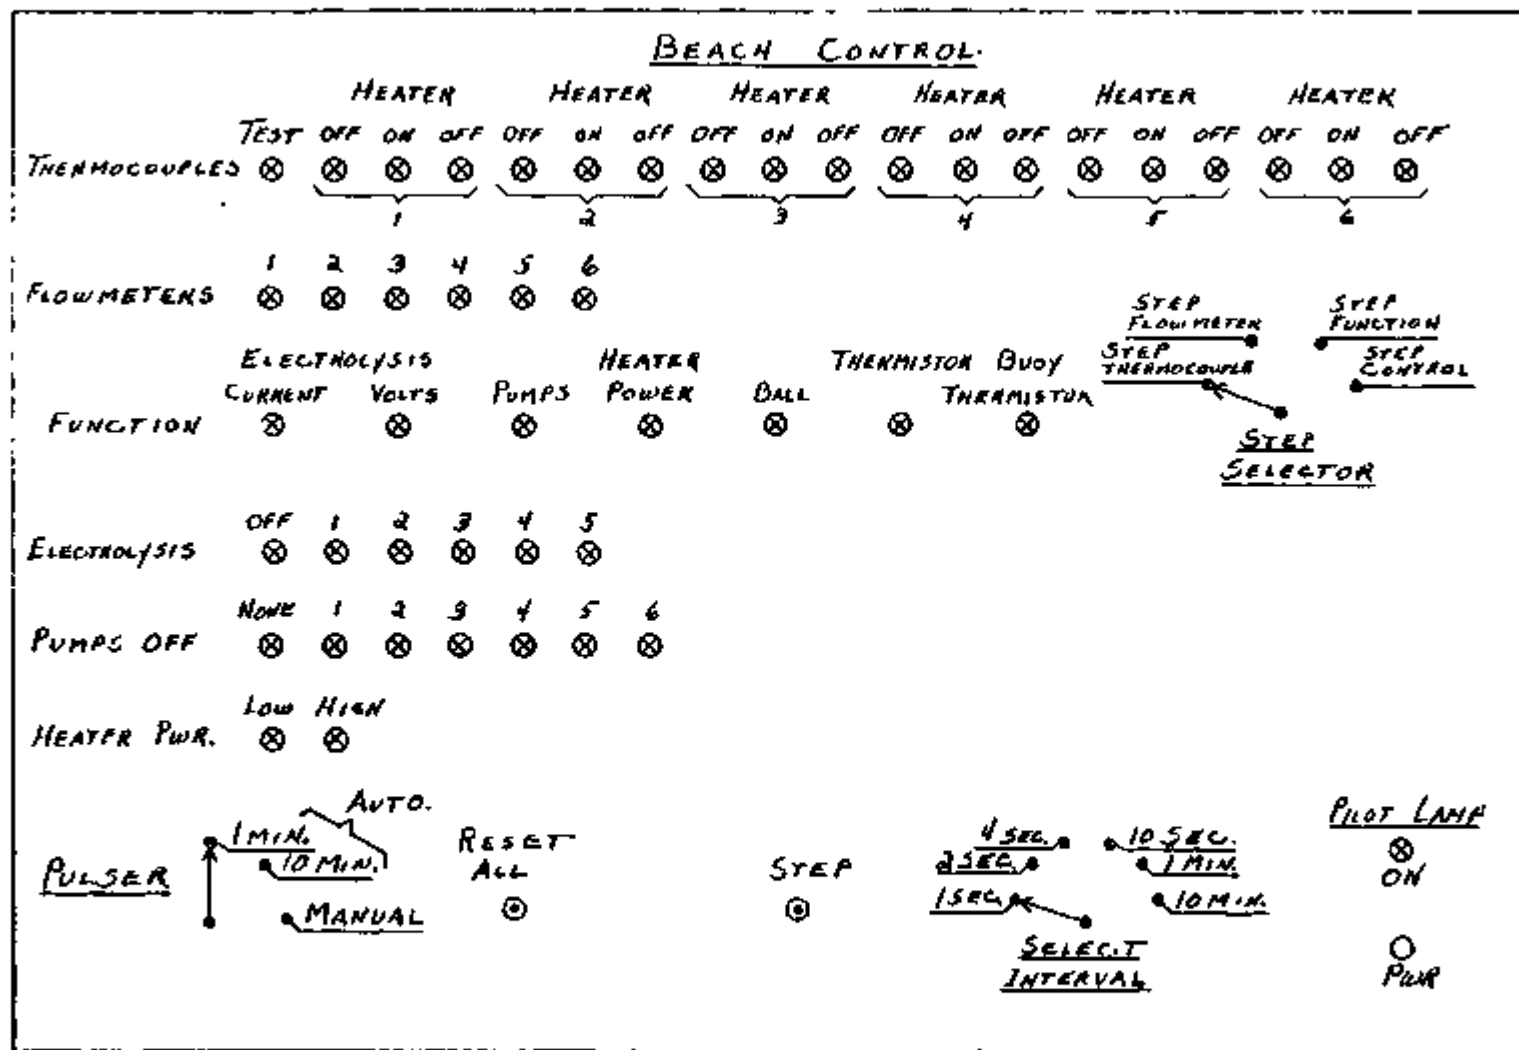 BEACH CONTROL.
HEATER HEATER HEATER HEATER HEATER HEATER
TEST OFF ON OFF OFF ON OFF OFF ON OFF OFF ON OFF OFF ON OFF OFF ON OFF
THERMOCOUPLES
1 2 3 4 5 6
1 2 3 4 5 6
FLOWMETERS
STEP FLOWMETER
STEP FUNCTION
STEP THERMOCOUPLE
STEP CONTROL
STEP SELECTOR
ELECTROLYSIS HEATER THERMISTOR BUOY
CURRENT VOLTS PUMPS POWER BALL THERMISTOR
FUNCTION
OFF 1 2 3 4 5
ELECTROLYSIS
NONE 1 2 3 4 5 6
PUMPS OFF
LOW HIGH
HEATER PWR.
AUTO.
1 MIN.
10 MIN.
PULSER
MANUAL
RESET
ALL
STEP
4 SEC. 10 SEC.
2 SEC. 1 MIN.
1 SEC. 10 MIN.
SELECT
INTERVAL
PILOT LAMP
ON
PWR